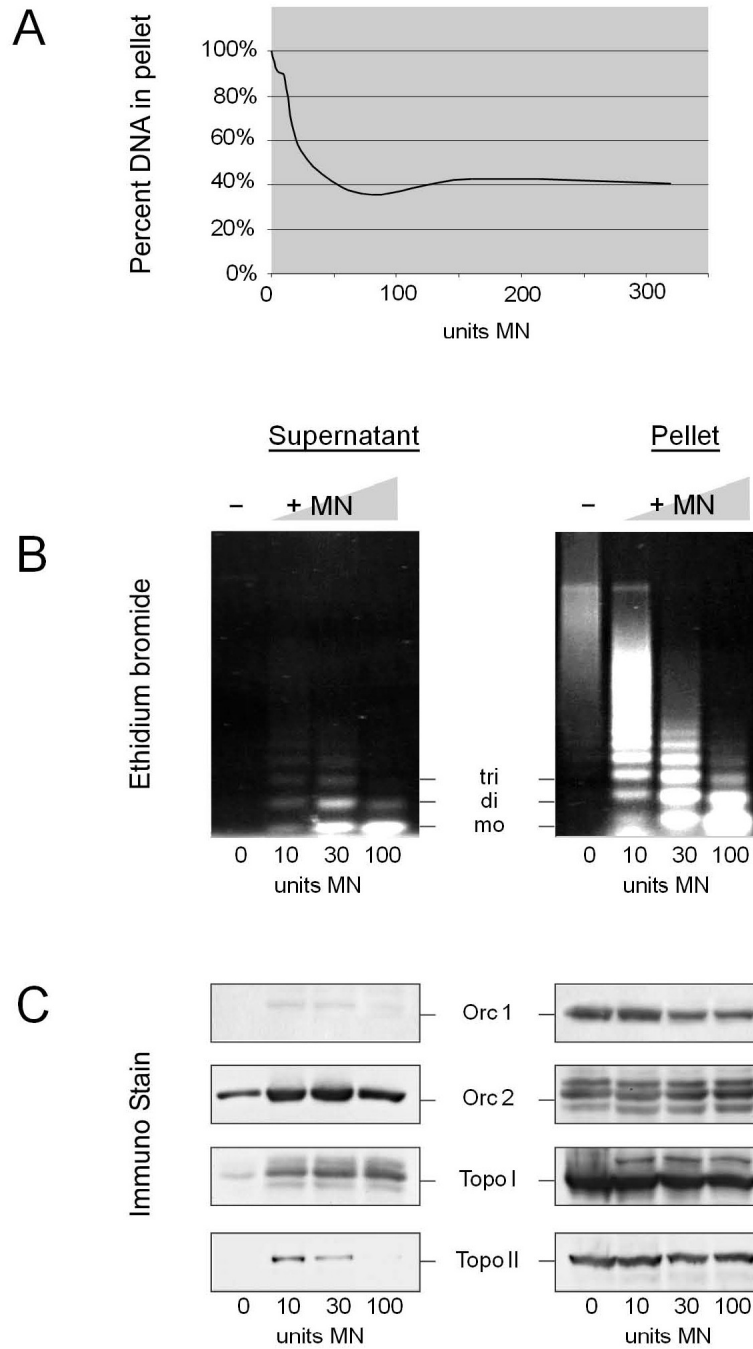 A
Percent DNA in pellet
100%
80%
60%
40%
20%
0%
0 100 200 300
units MN
B
Supernatant Pellet
– + MN – + MN
Ethidium bromide
tri
di
mo
0 10 30 100 0 10 30 100
units MN units MN
C
Immuno Stain
Orc 1
Orc 2
Topo I
Topo II
0 10 30 100 0 10 30 100
units MN units MN